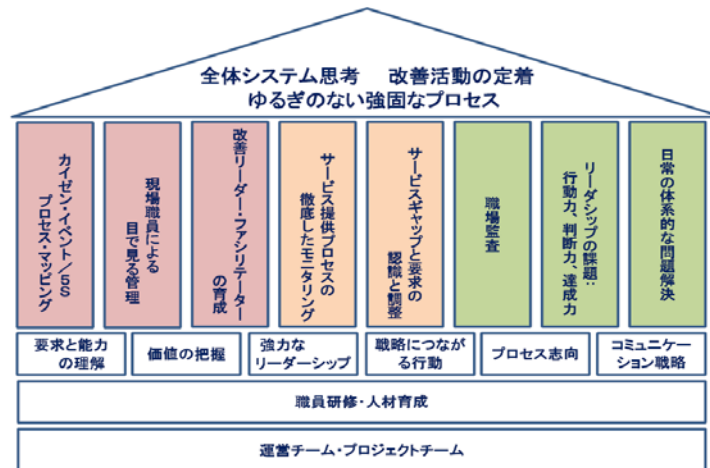 全体システム思考　改善活動の定着
ゆるぎのない強固なプロセス
カイゼン・イベント／5S
プロセス・マッピング
現場職員による
目で見る管理
改善リーダー・ファシリテーター
の育成
サービス提供プロセスの
徹底したモニタリング
サービスギャップと要求の
認識と調整
職場監査
リーダシップの課題：
行動力、判断力、達成力
日常の体系的な問題解決
要求と能力
の理解
価値の把握
強力な
リーダーシップ
戦略につなが
る行動
プロセス志向
コミュニケー
ション戦略
職員研修・人材育成
運営チーム・プロジェクトチーム